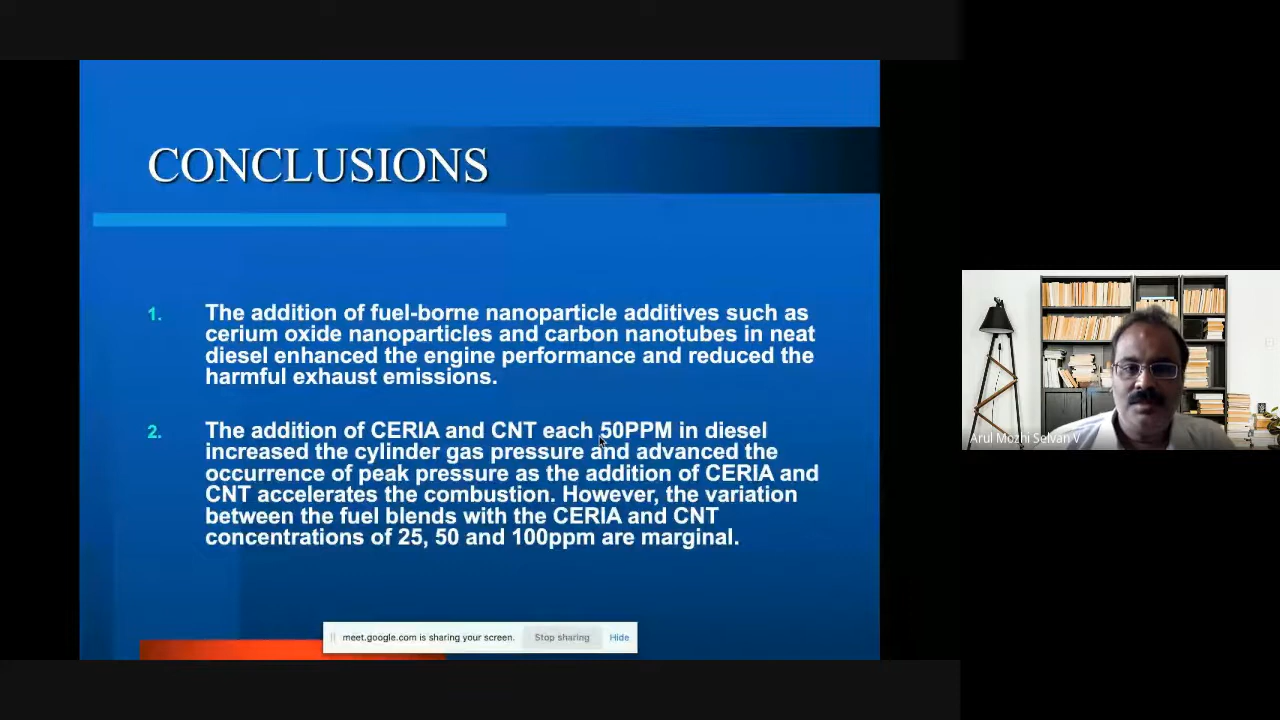 CONCLUSIONS
1. The addition of fuel-borne nanoparticle additives such as
cerium oxide nanoparticles and carbon nanotubes in neat
diesel enhanced the engine performance and reduced the
harmful exhaust emissions.
2. The addition of CERIA and CNT each 50PPM in diesel
increased the cylinder gas pressure and advanced the
occurrence of peak pressure as the addition of CERIA and
CNT accelerates the combustion. However, the variation
between the fuel blends with the CERIA and CNT
concentrations of 25, 50 and 100ppm are marginal.
meet.google.com is sharing your screen. Stop sharing Hide
Arul Mozhi Selvan V